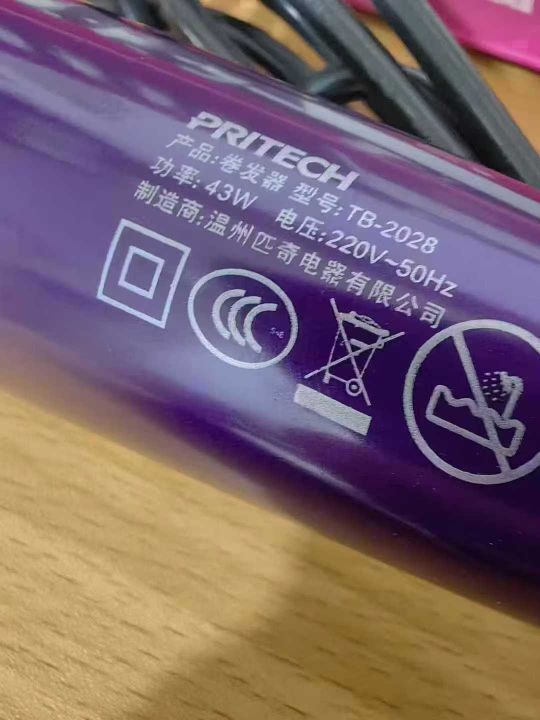 PRITECH
产品:卷发器 型号:TB-2028
功率: 43W 电压:220V~50Hz
制造商:温州匹奇电器有限公司
S&E